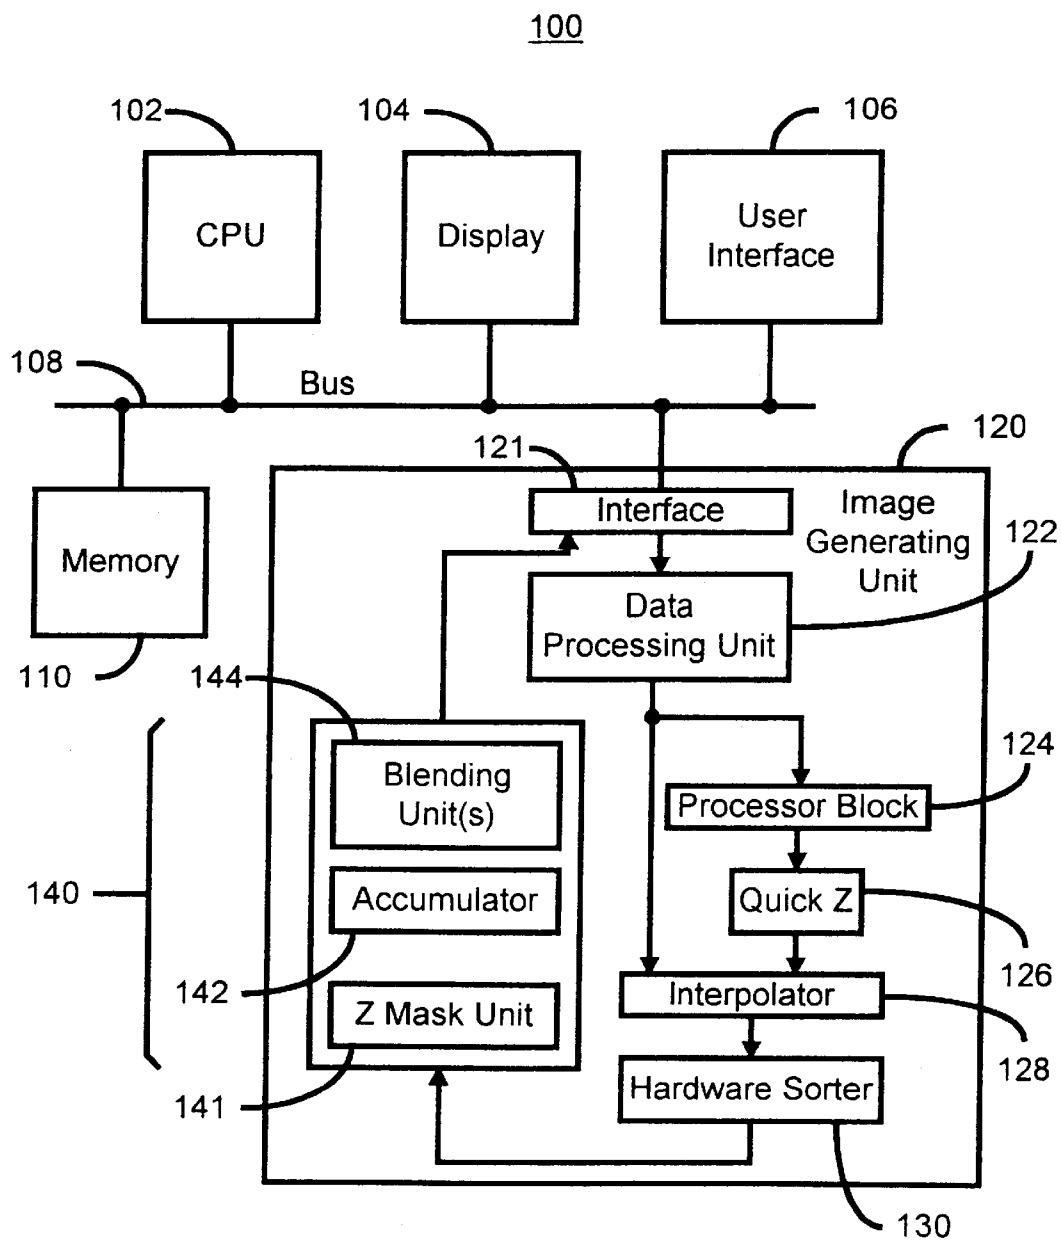 100
102
104
106
CPU
Display
User
Interface
108
Bus
121
120
Interface
Image
Generating
Unit
122
Memory
Data
Processing Unit
110
144
124
Blending
Unit(s)
Processor Block
140
Accumulator
Quick Z
142
126
Interpolator
Z Mask Unit
128
141
Hardware Sorter
130